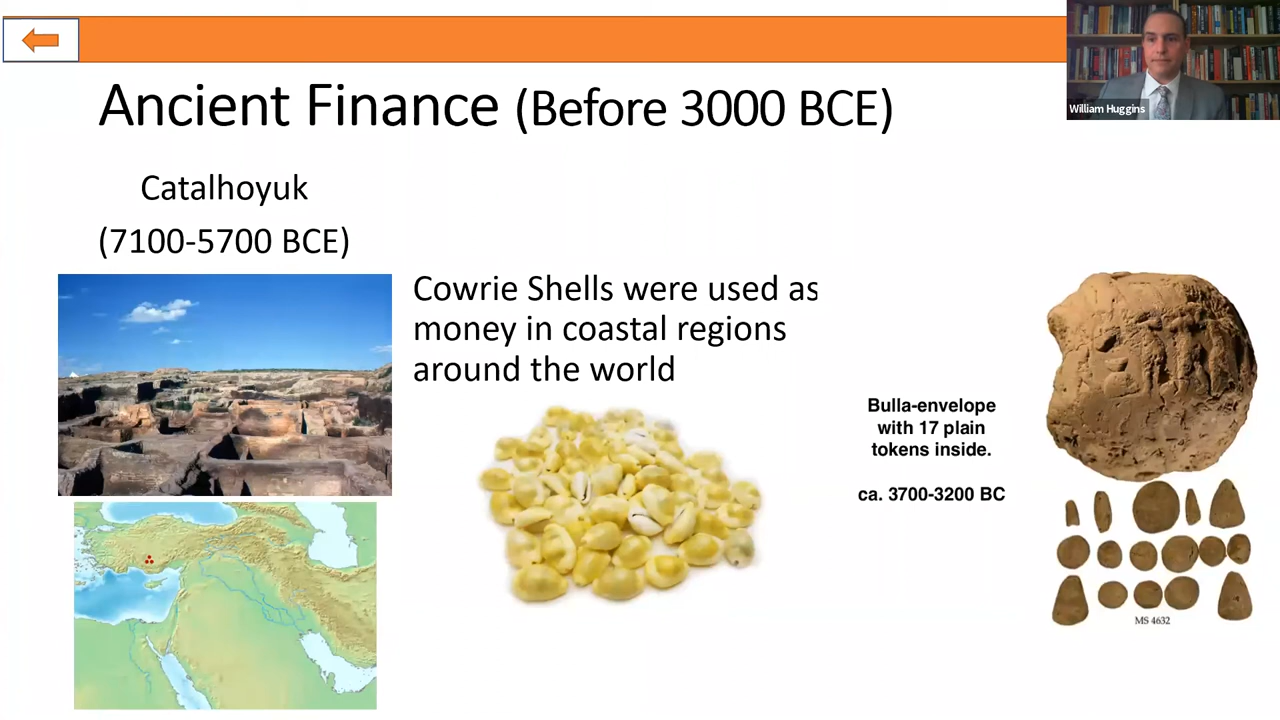 Ancient Finance (Before 3000 BCE)
William Huggins
Catalhoyuk
(7100-5700 BCE)
Cowrie Shells were used as
money in coastal regions
around the world
Bulla-envelope
with 17 plain
tokens inside.
ca. 3700-3200 BC
MS 4632